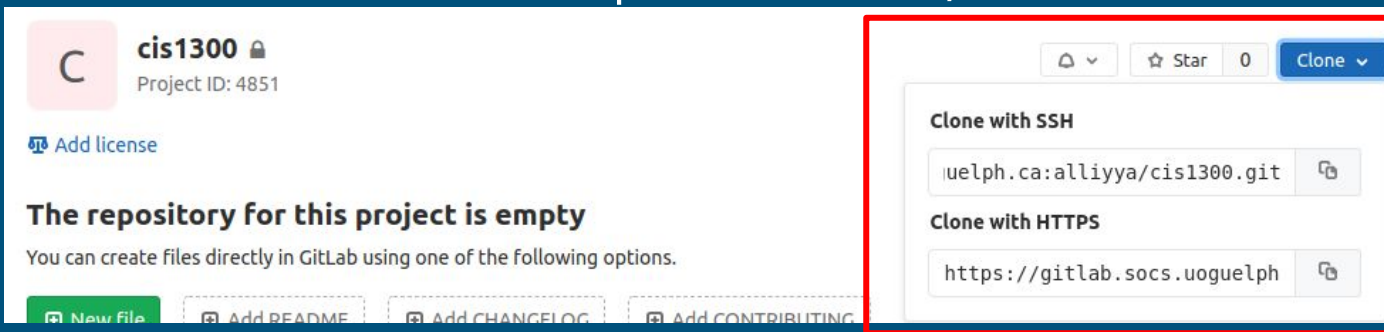 C
cis1300
Project ID: 4851
Star 0
Clone
Add license
Clone with SSH
uelph.ca:alliyya/cis1300.git
The repository for this project is empty
Clone with HTTPS
You can create files directly in GitLab using one of the following options.
https://gitlab.socs.uoguelph
New file
Add README
Add CHANGELOG
Add CONTRIBUTING